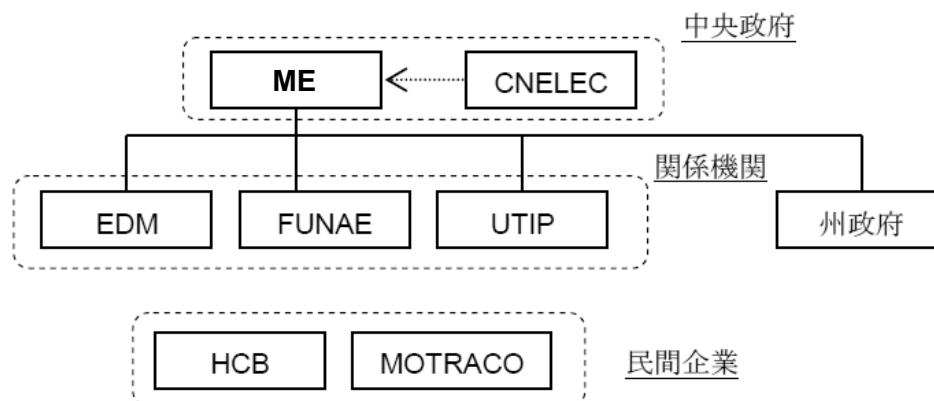 中央政府
ME
CNELEC
関係機関
EDM
FUNAE
UTIP
州政府
HCB
MOTRACO
民間企業